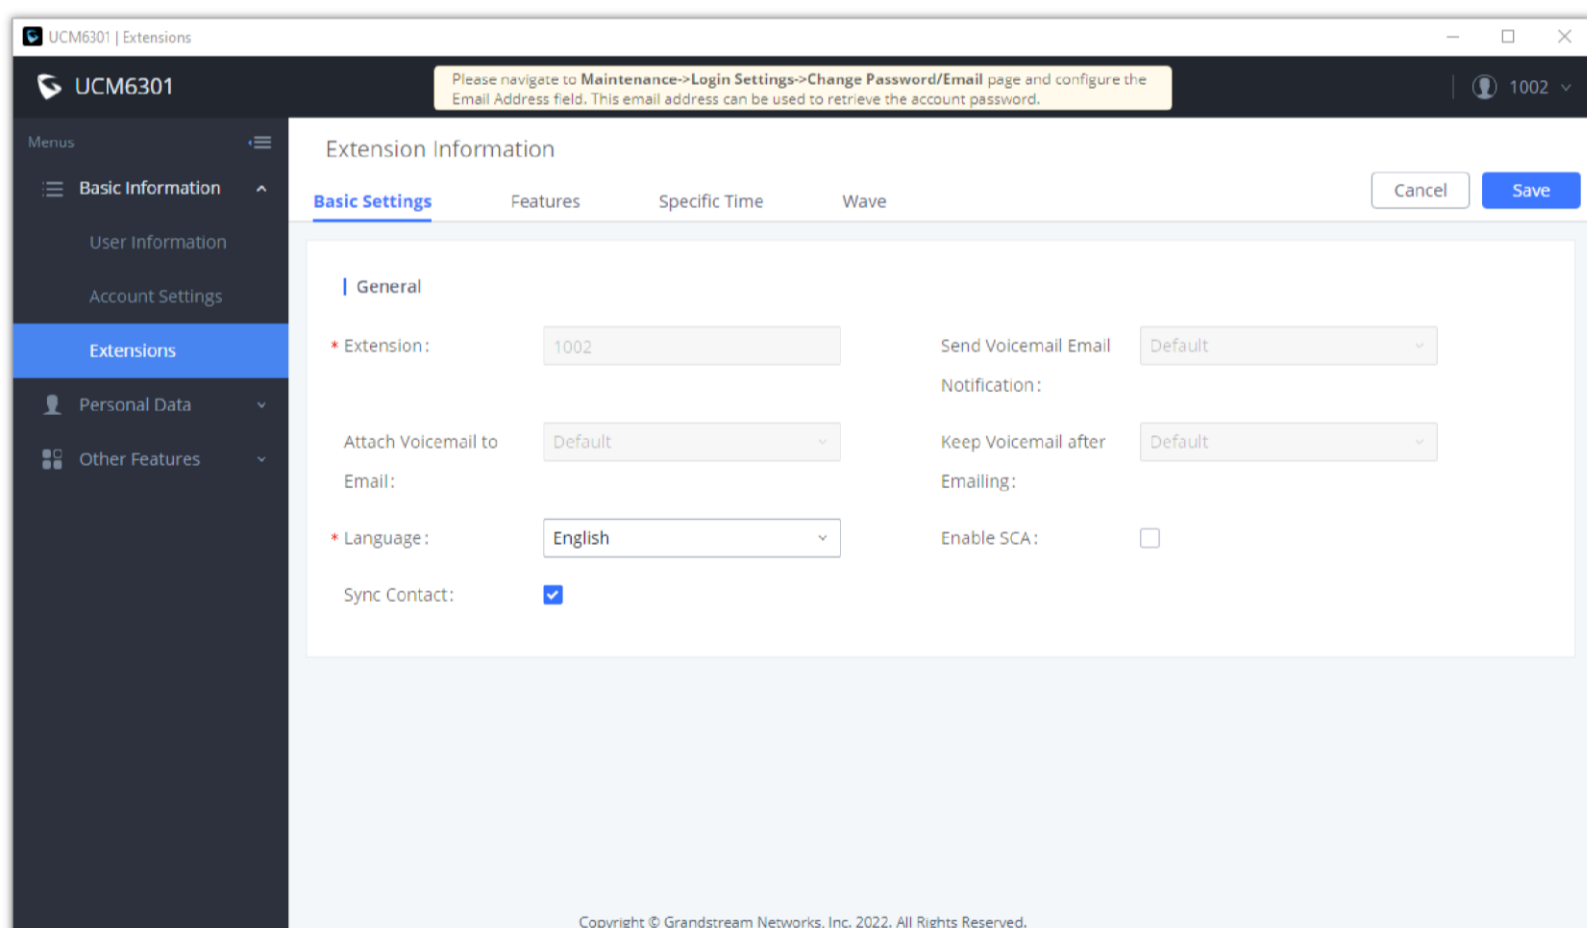 UCM6301 | Extensions
UCM6301
Please navigate to Maintenance->Login Settings->Change Password/Email page and configure the
Email Address field. This email address can be used to retrieve the account password.
1002
Menus
Basic Information
User Information
Account Settings
Extensions
Personal Data
Other Features
Extension Information
Basic Settings
Features
Specific Time
Wave
Cancel
Save
General
* Extension:
1002
Send Voicemail Email
Notification:
Default
Attach Voicemail to
Email:
Default
Keep Voicemail after
Emailing:
Default
* Language:
English
Enable SCA:
Sync Contact:
Copyright © Grandstream Networks, Inc. 2022. All Rights Reserved.